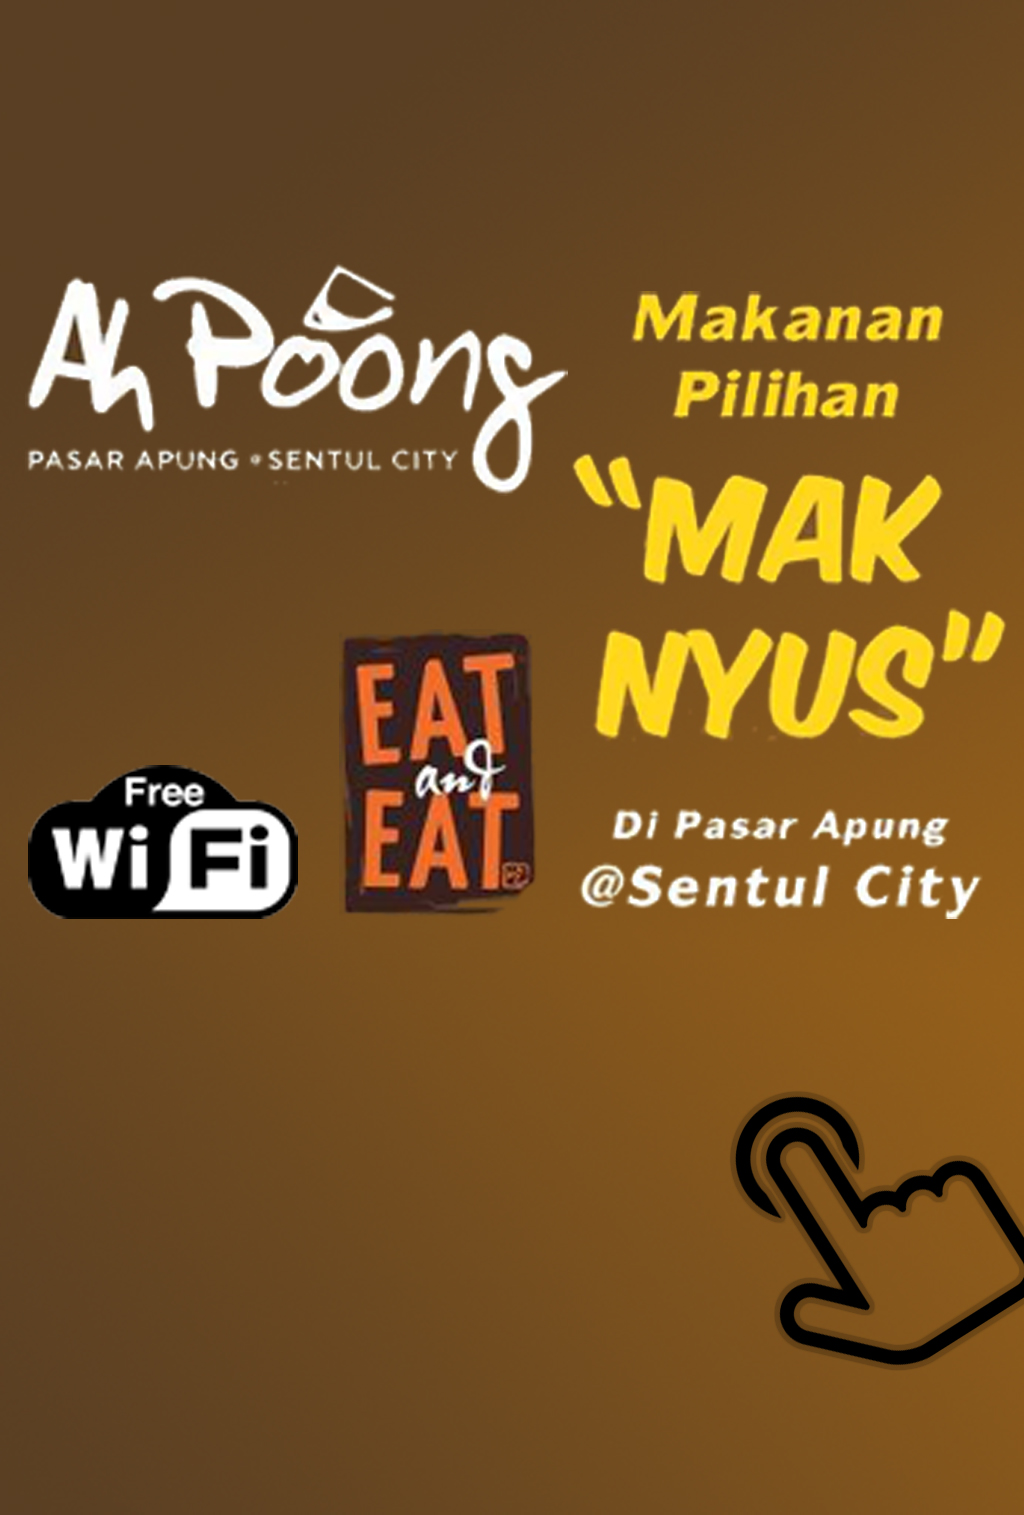 Ah Poong
PASAR APUNG @ SENTUL CITY
Makanan
Pilihan
"MAK
NYUS"
Di Pasar Apung
@Sentul City
EAT
and
EAT
Free
Wi Fi